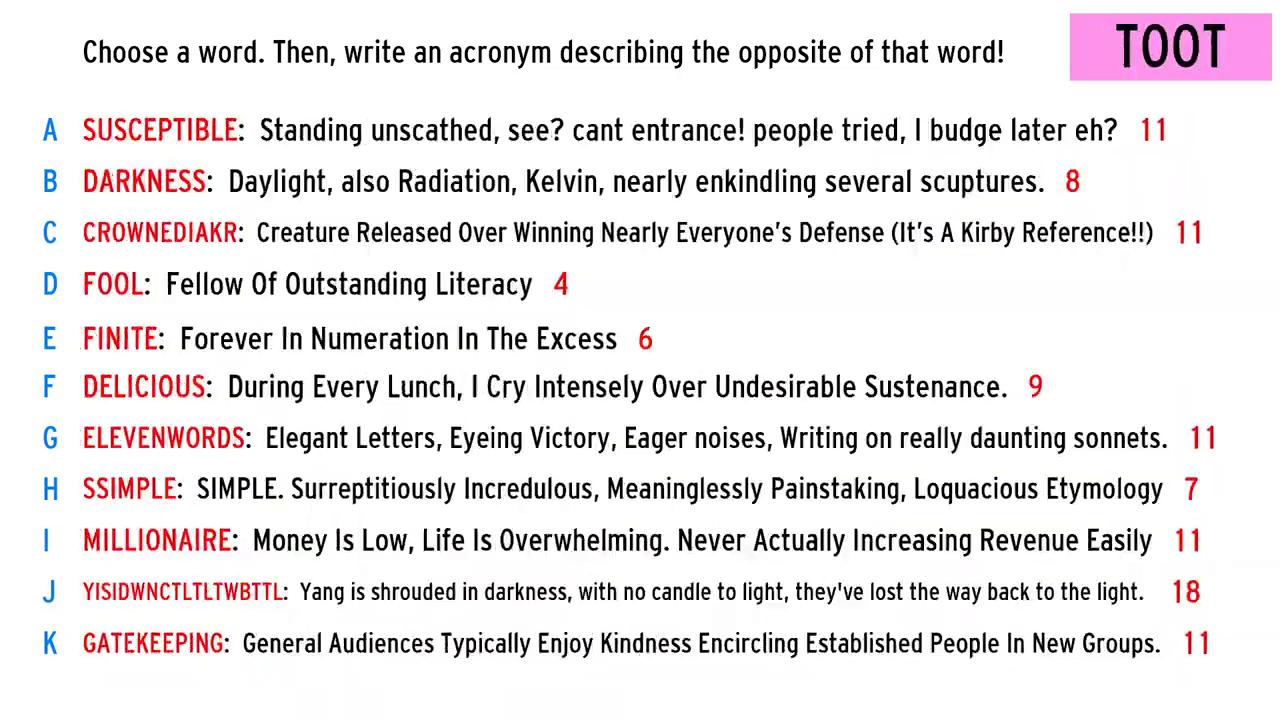 Choose a word. Then, write an acronym describing the opposite of that word!
TOOT
A SUSCEPTIBLE: Standing unscathed, see? cant entrance! people tried, I budge later eh? 11
B DARKNESS: Daylight, also Radiation, Kelvin, nearly enkindling several scuptures. 8
C CROWNEDIAKR: Creature Released Over Winning Nearly Everyone's Defense (It's A Kirby Reference!!) 11
D FOOL: Fellow Of Outstanding Literacy 4
E FINITE: Forever In Numeration In The Excess 6
F DELICIOUS: During Every Lunch, I Cry Intensely Over Undesirable Sustenance. 9
G ELEVENWORDS: Elegant Letters, Eyeing Victory, Eager noises, Writing on really daunting sonnets. 11
H SSIMPLE: SIMPLE. Surreptitiously Incredulous, Meaninglessly Painstaking, Loquacious Etymology 7
I MILLIONAIRE: Money Is Low, Life Is Overwhelming. Never Actually Increasing Revenue Easily 11
J YISIDWNCTLTLTWBTTL: Yang is shrouded in darkness, with no candle to light, they've lost the way back to the light. 18
K GATEKEEPING: General Audiences Typically Enjoy Kindness Encircling Established People In New Groups. 11